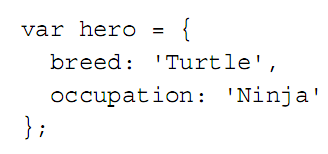 var hero = {
  breed: 'Turtle',
  occupation: 'Ninja'
};